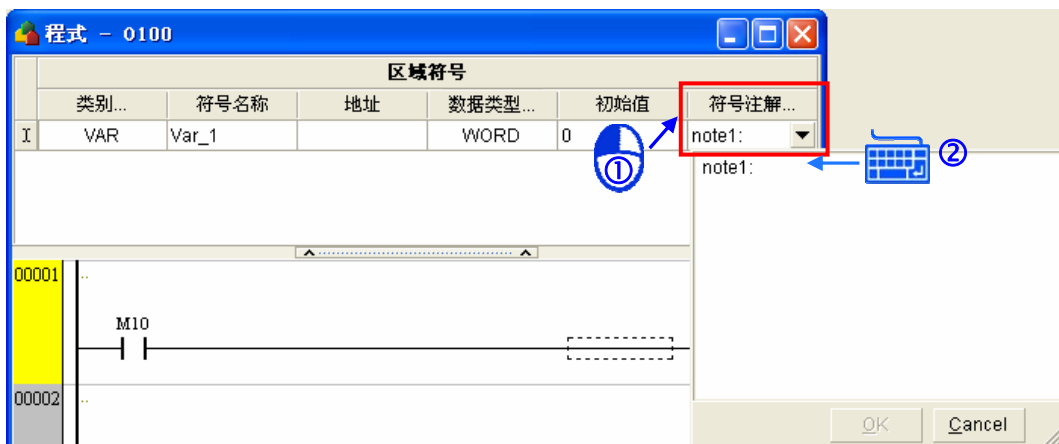 程式 - 0100
区域符号
类别... 符号名称 地址 数据类型... 初始值 符号注解...
I VAR Var_1 WORD 0 note1:
① ②
note1:
00001 ..
M10
00002 ..
OK Cancel